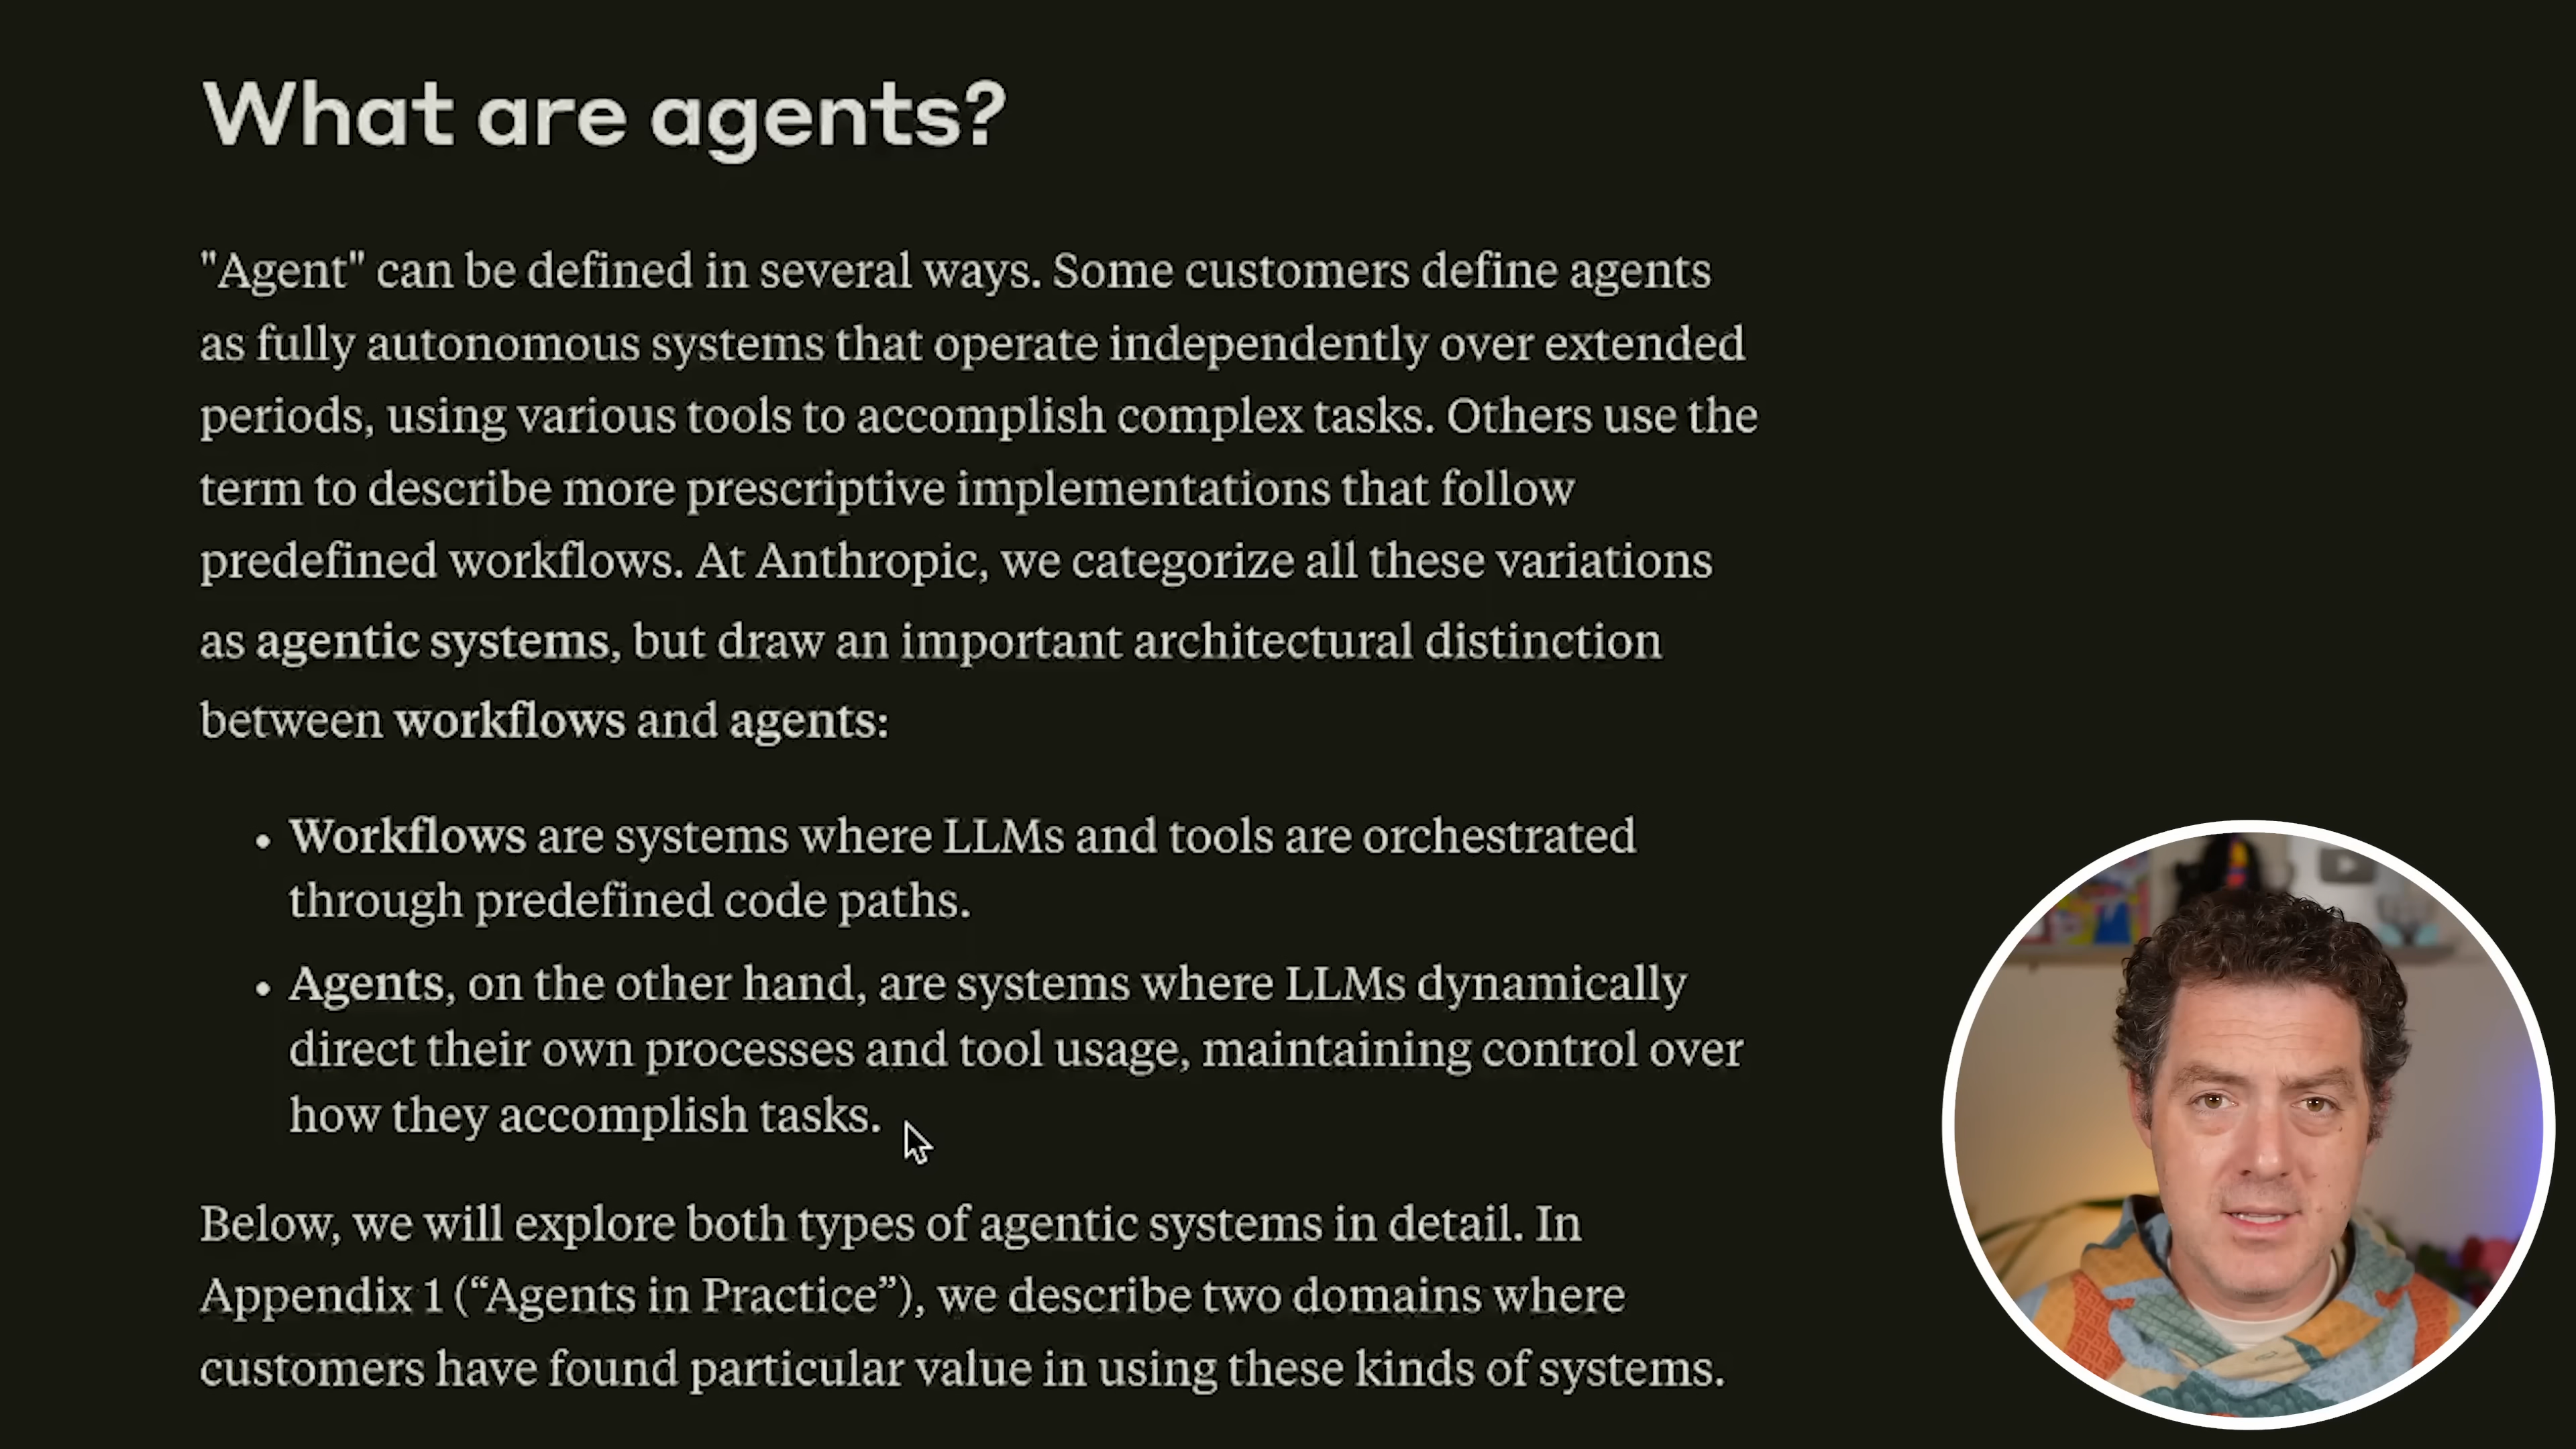 What are agents?
"Agent" can be defined in several ways. Some customers define agents
as fully autonomous systems that operate independently over extended
periods, using various tools to accomplish complex tasks. Others use the
term to describe more prescriptive implementations that follow
predefined workflows. At Anthropic, we categorize all these variations
as agentic systems, but draw an important architectural distinction
between workflows and agents:
• Workflows are systems where LLMs and tools are orchestrated
through predefined code paths.
• Agents, on the other hand, are systems where LLMs dynamically
direct their own processes and tool usage, maintaining control over
how they accomplish tasks.
Below, we will explore both types of agentic systems in detail. In
Appendix 1 (“Agents in Practice”), we describe two domains where
customers have found particular value in using these kinds of systems.